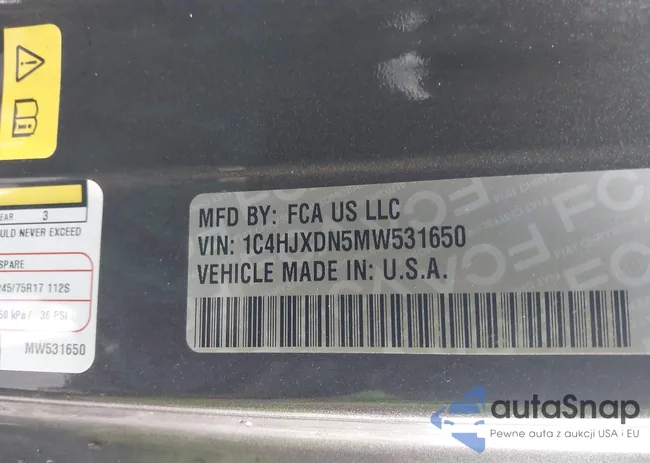 EAR 3
ULD NEVER EXCEED
SPARE
245/75R17 112S
MW531650
MFD BY: FCA US LLC
VIN: 1C4HJXDN5MW531650
VEHICLE MADE IN: U.S.A.
autoSnap
Pewne auta z aukcji USA i EU